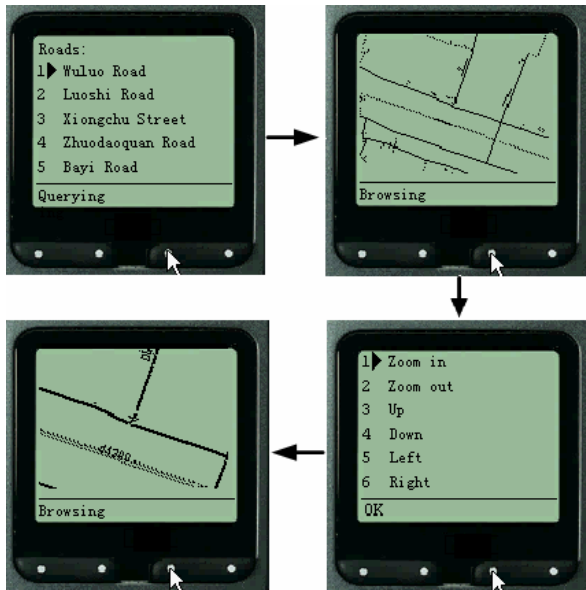 Roads:
1 Wuluo Road
2 Luoshi Road
3 Xiongchu Street
4 Zhuodaoquan Road
5 Bayi Road
Querying
Browsing
Browsing
1 Zoom in
2 Zoom out
3 Up
4 Down
5 Left
6 Right
OK